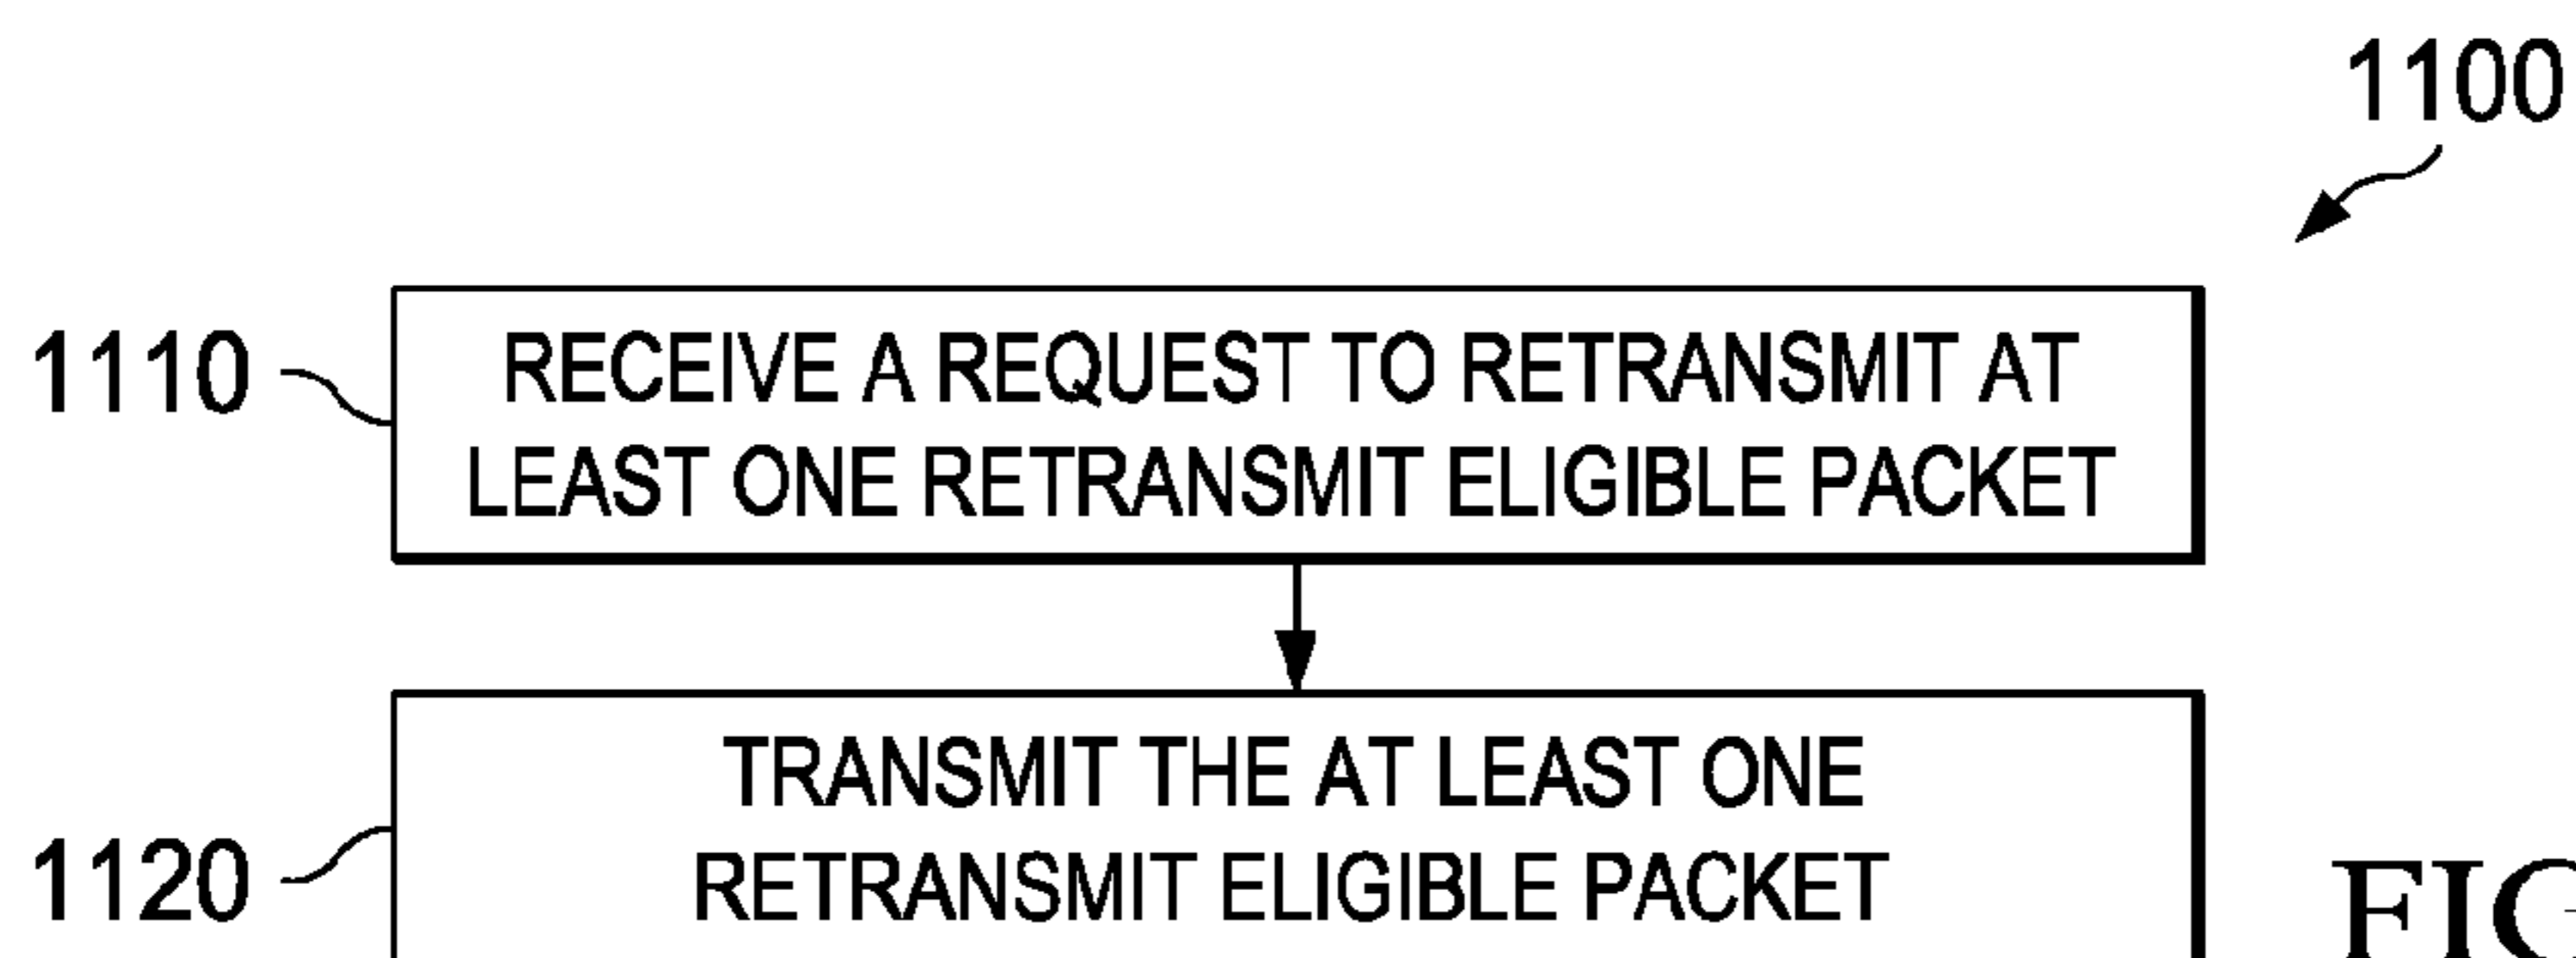 1100
1110
RECEIVE A REQUEST TO RETRANSMIT AT
LEAST ONE RETRANSMIT ELIGIBLE PACKET
TRANSMIT THE AT LEAST ONE
1120
RETRANSMIT ELIGIBLE PACKET